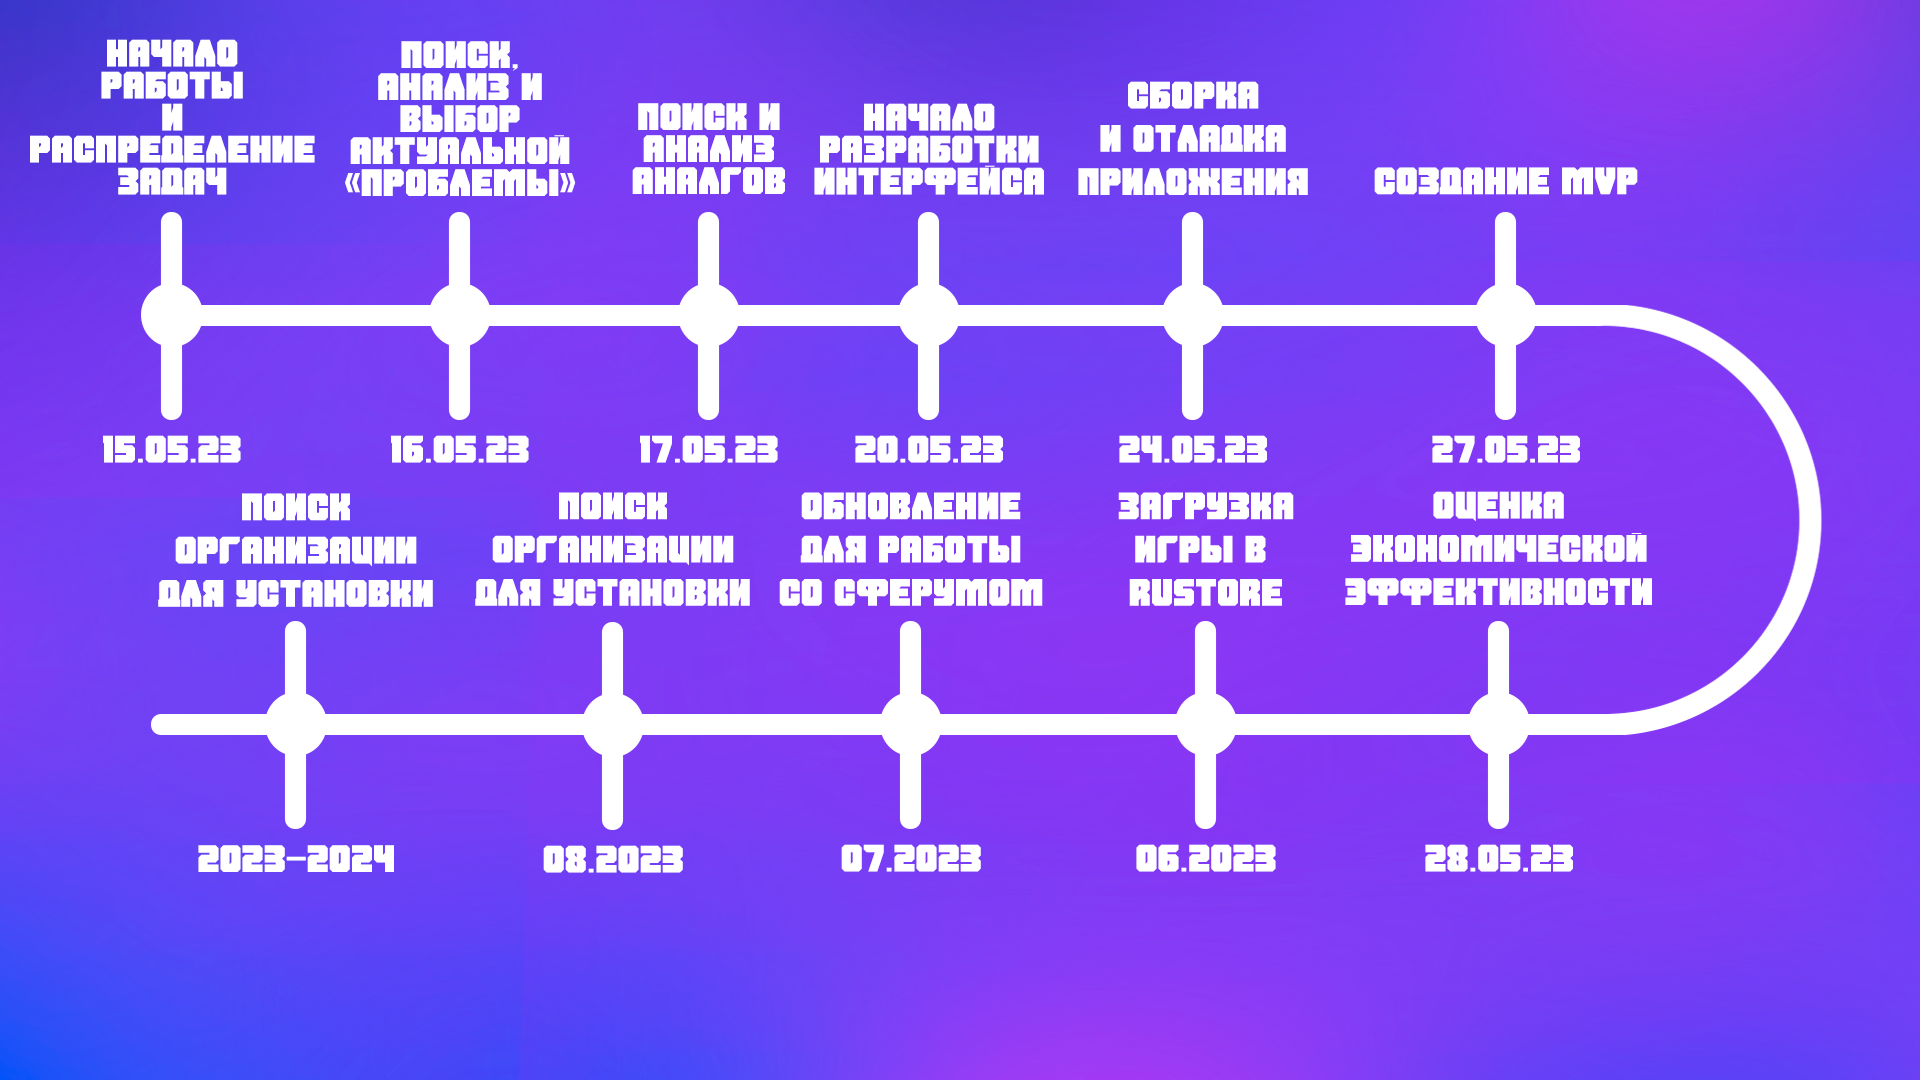 НАЧАЛО
РАБОТЫ
И
РАСПРЕДЕЛЕНИЕ
ЗАДАЧ
ПОИСК,
АНАЛИЗ И
ВЫБОР
АКТУАЛЬНОЙ
«ПРОБЛЕМЫ»
ПОИСК И
АНАЛИЗ
АНАЛГОВ
НАЧАЛО
РАЗРАБОТКИ
ИНТЕРФЕЙСА
СБОРКА
И ОТЛАДКА
ПРИЛОЖЕНИЯ
СОЗДАНИЕ MVP
15.05.23
16.05.23
17.05.23
20.05.23
24.05.23
27.05.23
ПОИСК
ОРГАНИЗАЦИИ
ДЛЯ УСТАНОВКИ
ПОИСК
ОРГАНИЗАЦИИ
ДЛЯ УСТАНОВКИ
ОБНОВЛЕНИЕ
ДЛЯ РАБОТЫ
СО СФЕРУМОМ
ЗАГРУЗКА
ИГРЫ В
RUSTORE
ОЦЕНКА
ЭКОНОМИЧЕСКОЙ
ЭФФЕКТИВНОСТИ
2023-2024
08.2023
07.2023
06.2023
28.05.23